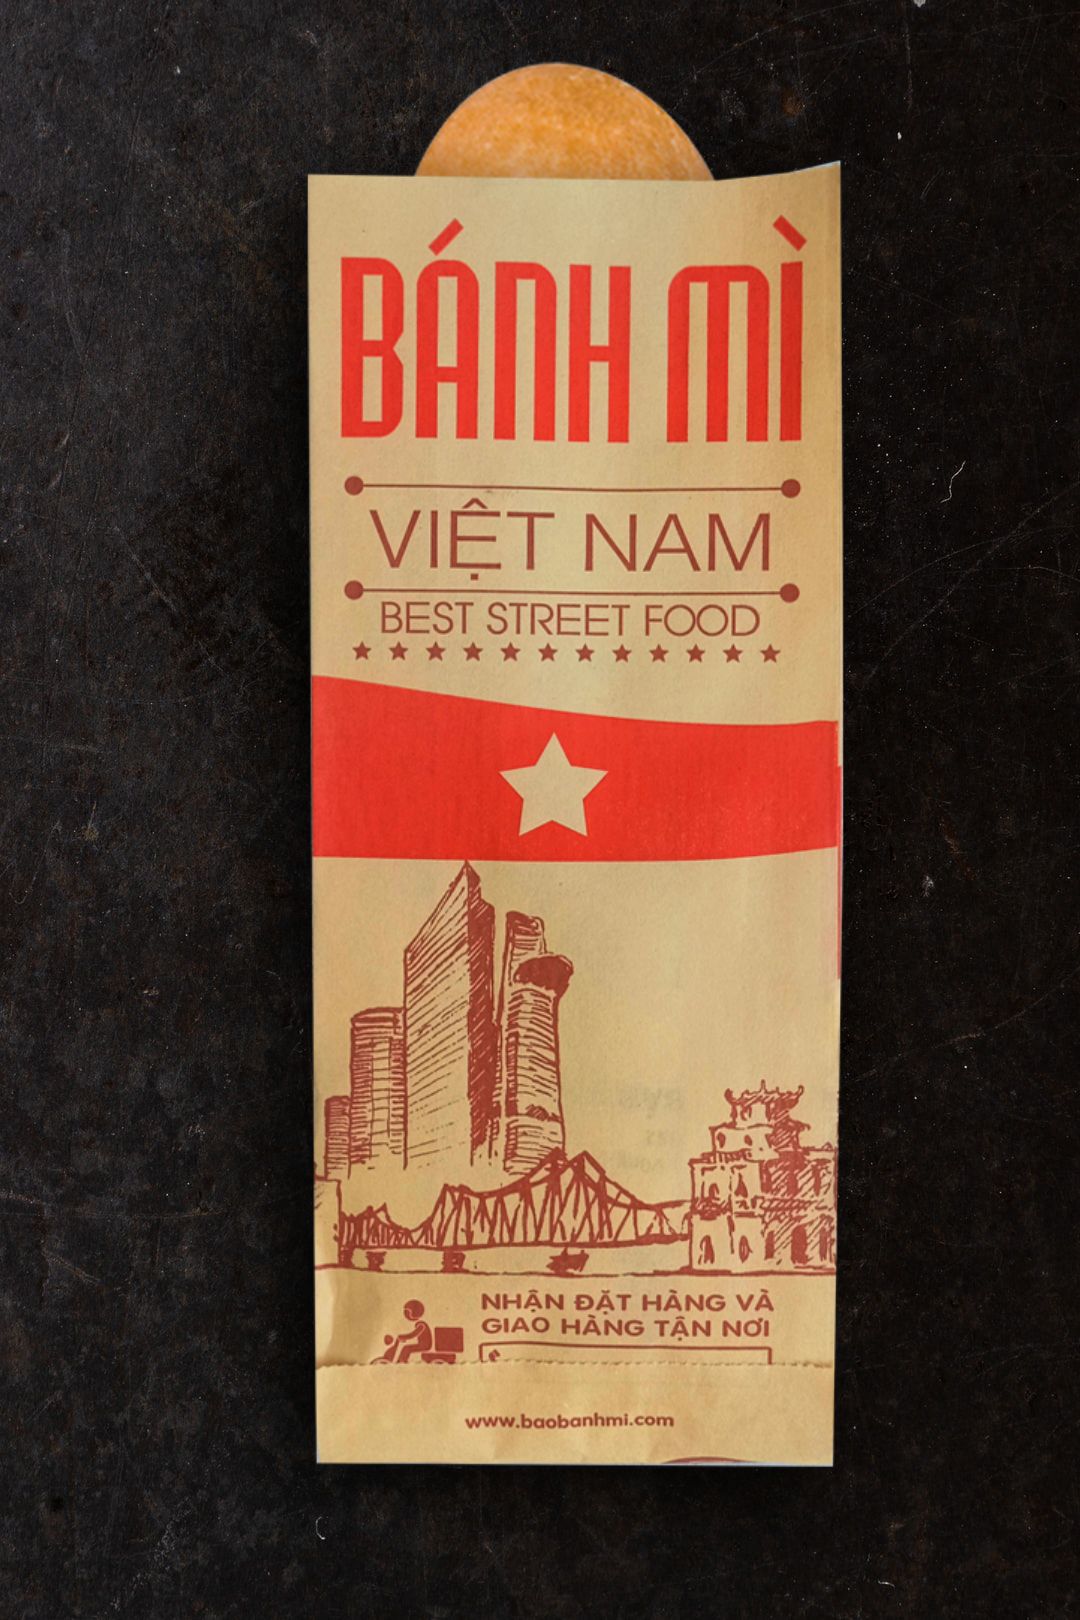 BÁNH MÌ
VIỆT NAM
BEST STREET FOOD
NHẬN ĐẶT HÀNG VÀ
GIAO HÀNG TẬN NƠI
www.baobanhmi.com